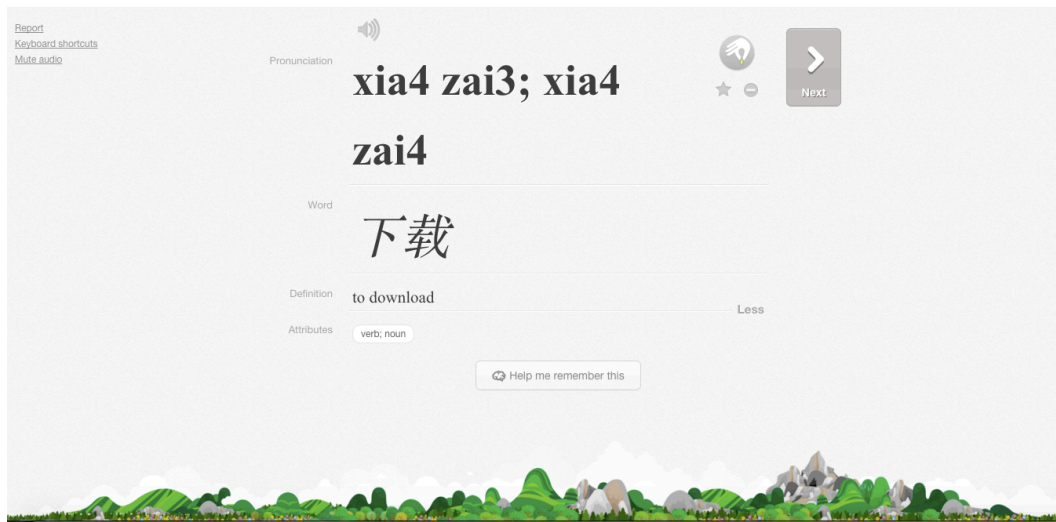 Report
Keyboard shortcuts
Mute audio
Pronunciation
xia4 zai3; xia4
zai4
Next
Word
下载
Definition
to download
Less
Attributes
verb; noun
Help me remember this